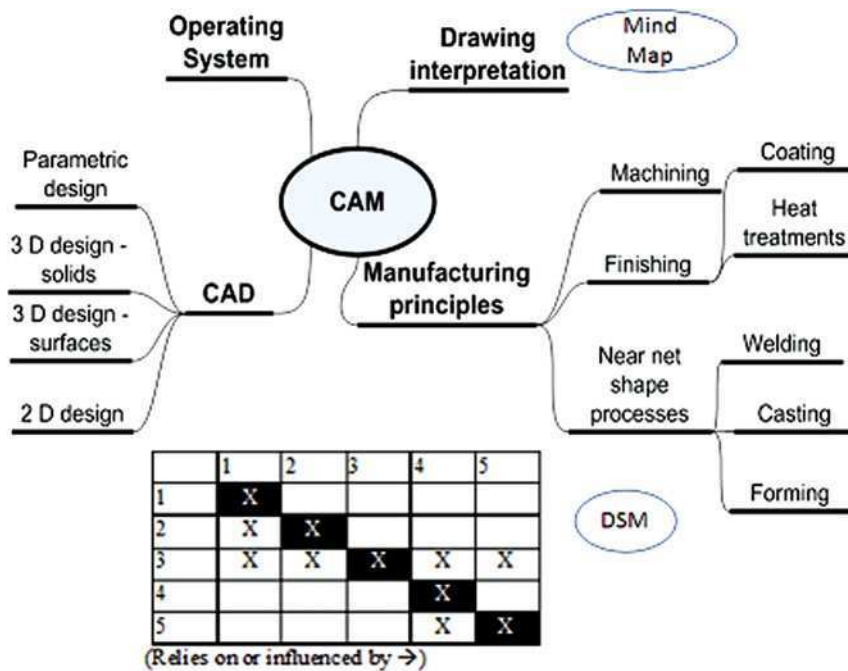 Operating
System
Drawing
interpretation
Mind
Map
CAM
Parametric
design
3 D design -
solids
3 D design -
surfaces
2 D design
CAD
Manufacturing
principles
Machining
Finishing
Coating
Heat
treatments
Near net
shape
processes
Welding
Casting
Forming
1 2 3 4 5
1 X
2 X X
3 X X X X X
4 X
5 X X
(Relies on or influenced by →)
DSM